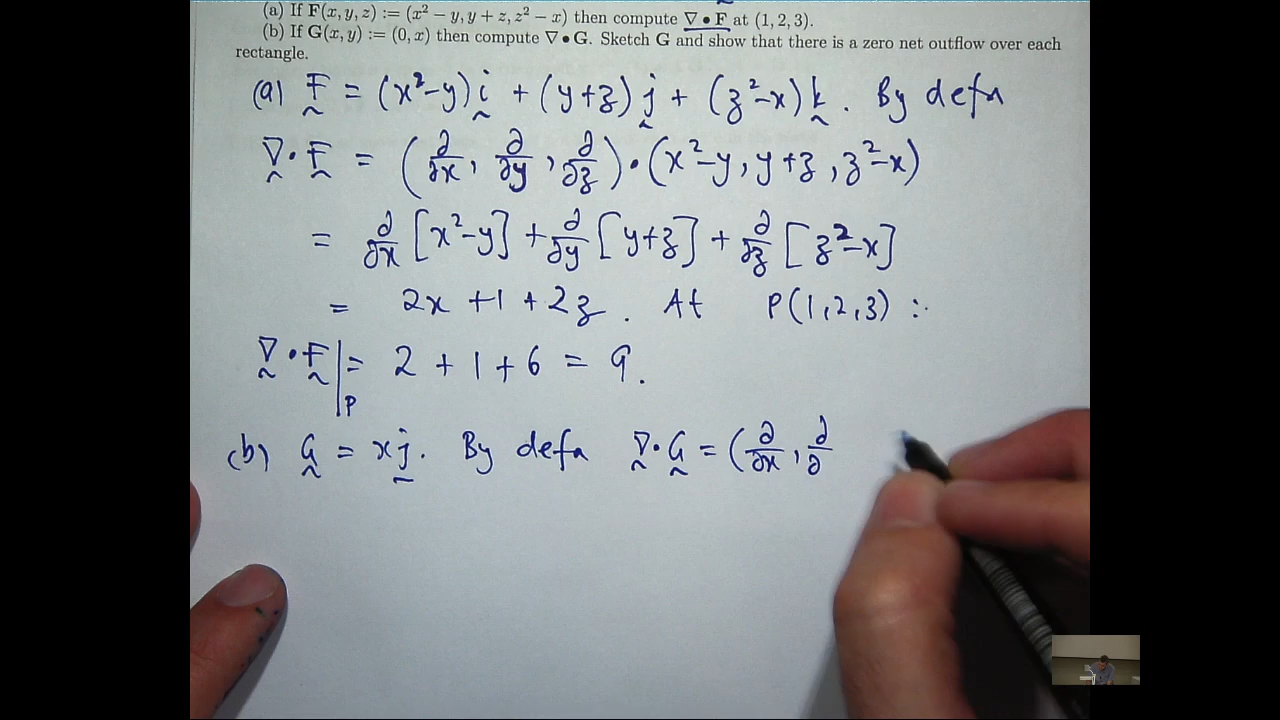 (a) If F(x, y, z) := (x² − y, y + z, z² − x) then compute ∇ • F at (1, 2, 3).
(b) If G(x, y) := (0, x) then compute ∇ • G. Sketch G and show that there is a zero net outflow over each
rectangle.
(a) F = (x²-y)i + (y+z)j + (z²-x)k. By defn
∇·F = (∂/∂x, ∂/∂y, ∂/∂z)·(x²-y, y+z, z²-x)
= ∂/∂x [x²-y] + ∂/∂y [y+z] + ∂/∂z [z²-x]
= 2x + 1 + 2z. At P(1,2,3) :
∇·F|P = 2 + 1 + 6 = 9.
(b) G = xj. By defn ∇·G = (∂/∂x, ∂/∂